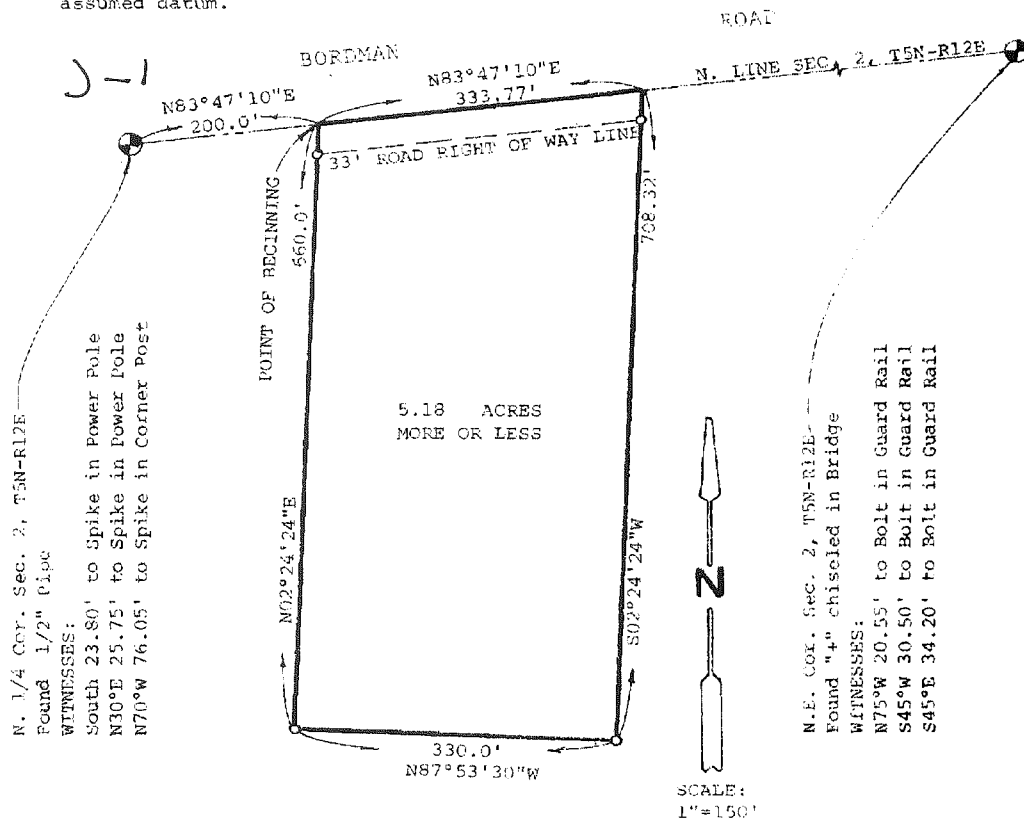 assumed datum.
ROAD
BORDMAN
J-1
N83°47'10"E
200.0'
N83°47'10"E
333.77'
N. LINE SEC. 2, T5N-R12E
33' ROAD RIGHT OF WAY LINE
POINT OF BEGINNING
660.0'
708.32'
5.18 ACRES
MORE OR LESS
N02°24'24"E
S02°24'24"W
330.0'
N87°53'30"W
N. 1/4 Cor. Sec. 2, T5N-R12E
Found 1/2" Pipe
WITNESSES:
South 23.80' to Spike in Power Pole
N30°E 25.75' to Spike in Power Pole
N70°W 76.05' to Spike in Corner Post
N.E. Cor. Sec. 2, T5N-R12E
Found "+" chiseled in Bridge
WITNESSES:
N75°W 20.55' to Bolt in Guard Rail
S45°W 30.50' to Bolt in Guard Rail
S45°E 34.20' to Bolt in Guard Rail
N
SCALE:
1"=150'